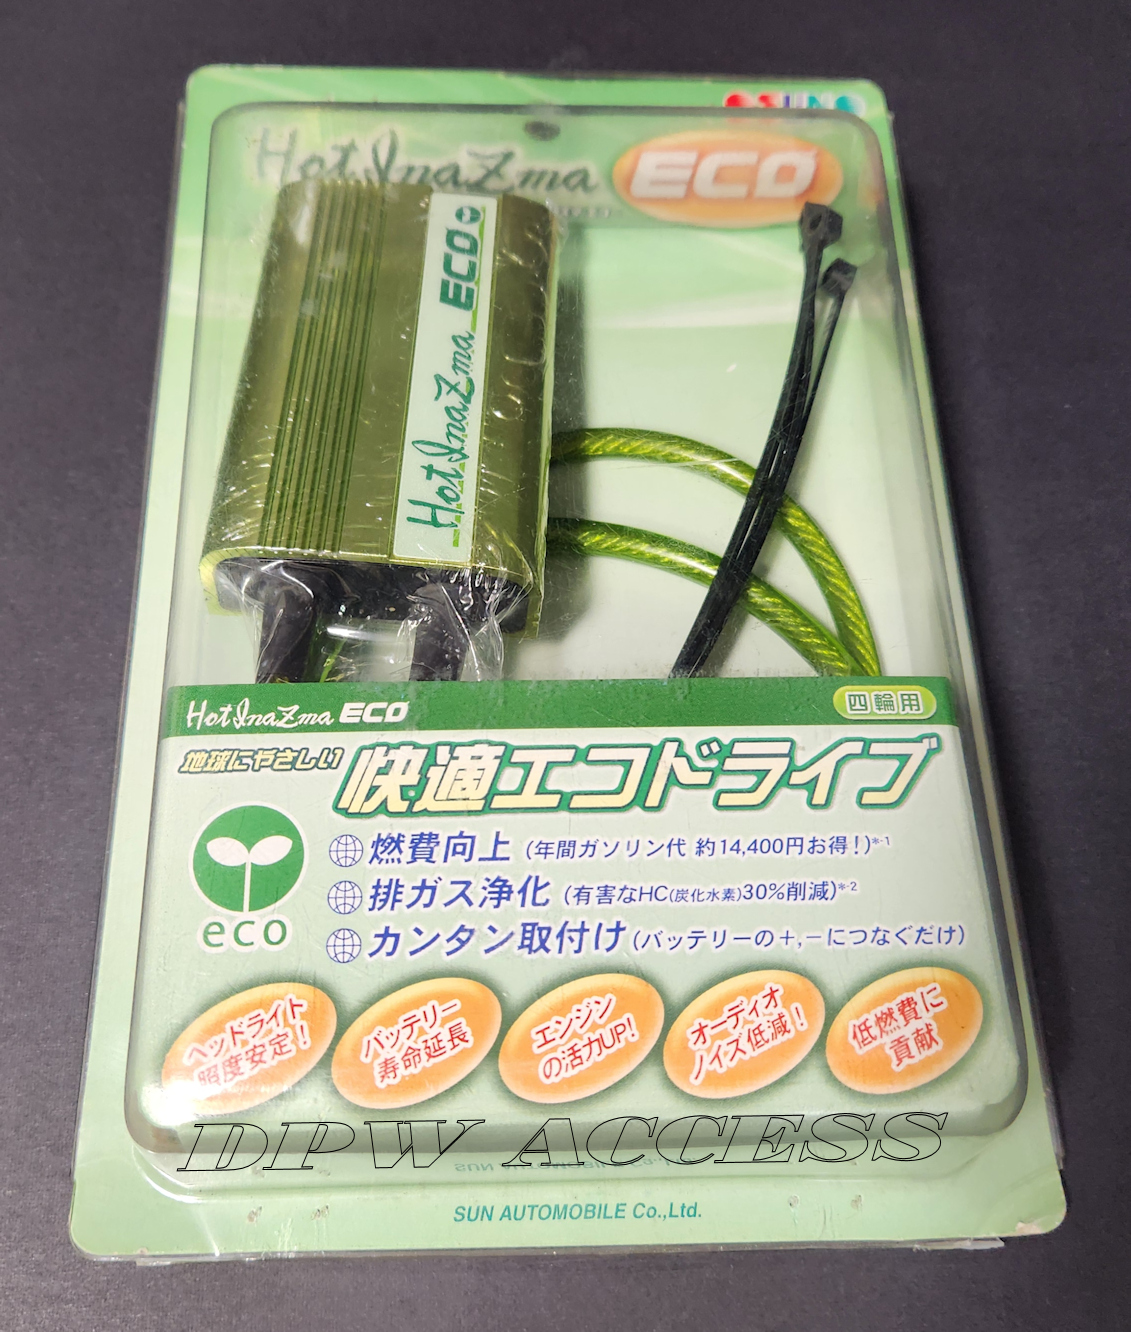 SUN
Hot Inazma ECO
Hot Inazma ECO
Hot Inazma ECO
四輪用
地球にやさしい
快適エコドライブ
燃費向上 (年間ガソリン代 約14,400円お得!)*-1
排ガス浄化 (有害なHC(炭化水素)30%削減)*-2
カンタン取付け (バッテリーの+,-につなぐだけ)
eco
ヘッドライト
照度安定!
バッテリー
寿命延長
エンジン
の活力UP!
オーディオ
ノイズ低減!
低燃費に
貢献
DPW ACCESS
SUN AUTOMOBILE Co.,Ltd.